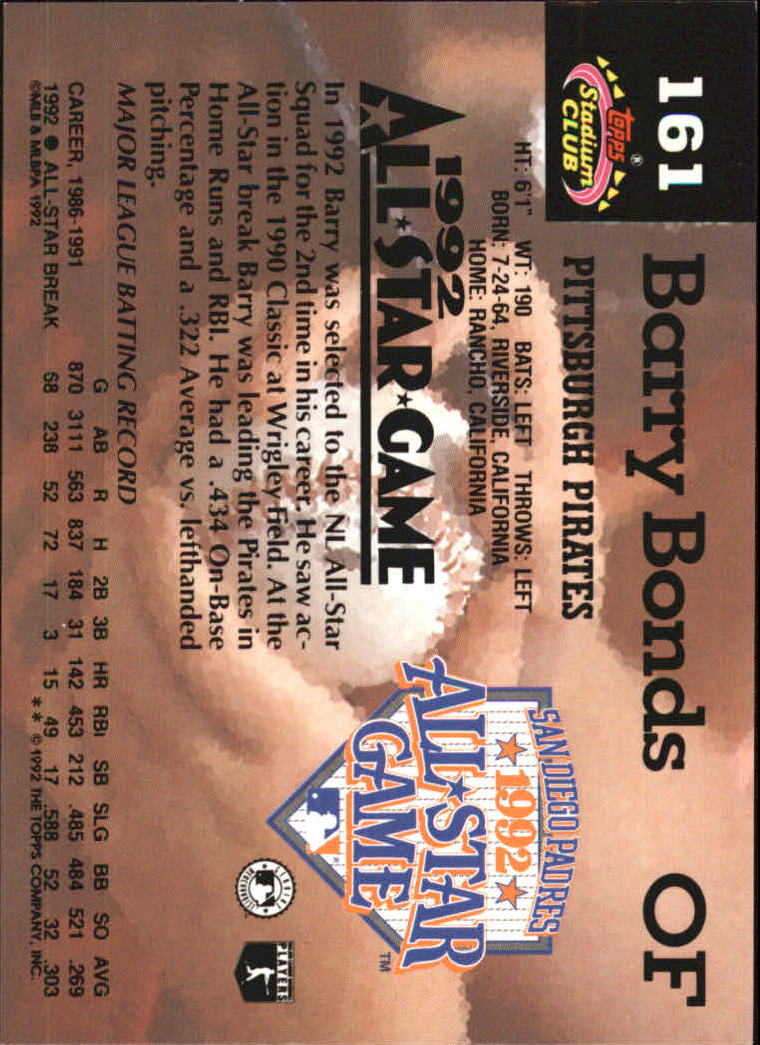 161
TOPPS ®
Stadium
CLUB
Barry Bonds OF
PITTSBURGH PIRATES
HT: 6'1" WT: 190 BATS: LEFT THROWS: LEFT
BORN: 7-24-64, RIVERSIDE, CALIFORNIA
HOME: RANCHO, CALIFORNIA
1992
ALL★STAR★GAME
In 1992 Barry was selected to the NL All-Star
Squad for the 2nd time in his career. He saw ac-
tion in the 1990 Classic at Wrigley Field. At the
All-Star break Barry was leading the Pirates in
Home Runs and RBI. He had a .434 On-Base
Percentage and a .322 Average vs. lefthanded
pitching.
SAN DIEGO PADRES
★1992★
ALL★STAR
GAME
TM
PLAYERS
MAJOR LEAGUE BATTING RECORD
G AB R H 2B 3B HR RBI SB SLG BB SO AVG
CAREER, 1986-1991 870 3111 563 837 184 31 142 453 212 .485 484 521 .269
1992 @ ALL-STAR BREAK 68 238 52 72 17 3 15 49 17 .588 52 32 .303
©MLB & MLBPA 1992 ** © 1992 THE TOPPS COMPANY, INC.